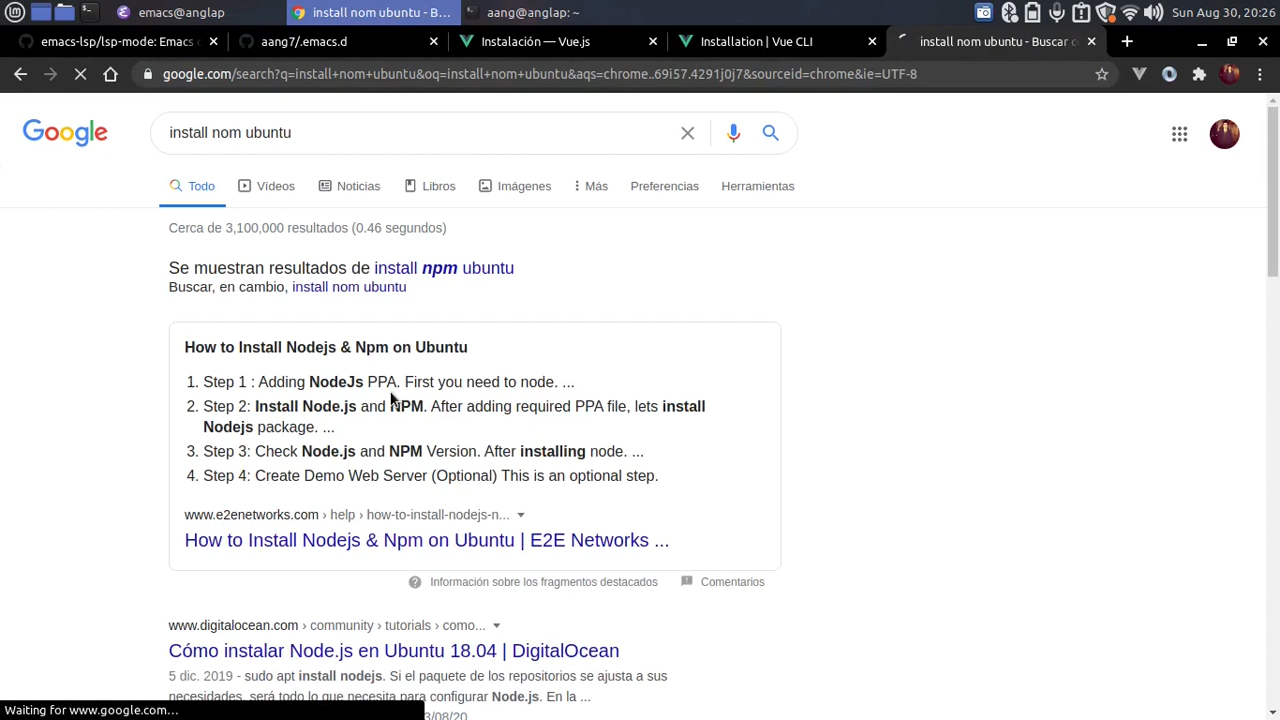 emacs@anglap
install nom ubuntu - B...
aang@anglap: ~
Sun Aug 30, 20:26
emacs-lsp/lsp-mode: Emacs c
aang7/.emacs.d
Instalación — Vue.js
Installation | Vue CLI
install nom ubuntu - Buscar c
google.com/search?q=install+nom+ubuntu&oq=install+nom+ubuntu&aqs=chrome..69i57.4291j0j7&sourceid=chrome&ie=UTF-8
Google
install nom ubuntu
Todo
Vídeos
Noticias
Libros
Imágenes
Más
Preferencias
Herramientas
Cerca de 3,100,000 resultados (0.46 segundos)
Se muestran resultados de install npm ubuntu
Buscar, en cambio, install nom ubuntu
How to Install Nodejs & Npm on Ubuntu
1. Step 1 : Adding NodeJs PPA. First you need to node. ...
2. Step 2: Install Node.js and NPM. After adding required PPA file, lets install
Nodejs package. ...
3. Step 3: Check Node.js and NPM Version. After installing node. ...
4. Step 4: Create Demo Web Server (Optional) This is an optional step.
www.e2enetworks.com › help › how-to-install-nodejs-n...
How to Install Nodejs & Npm on Ubuntu | E2E Networks ...
Información sobre los fragmentos destacados
Comentarios
www.digitalocean.com › community › tutorials › como...
Cómo instalar Node.js en Ubuntu 18.04 | DigitalOcean
5 dic. 2019 - sudo apt install nodejs. Si el paquete de los repositorios se ajusta a sus
necesidades, será todo lo que necesita para configurar Node.js. En la ...
3/08/20
Waiting for www.google.com...